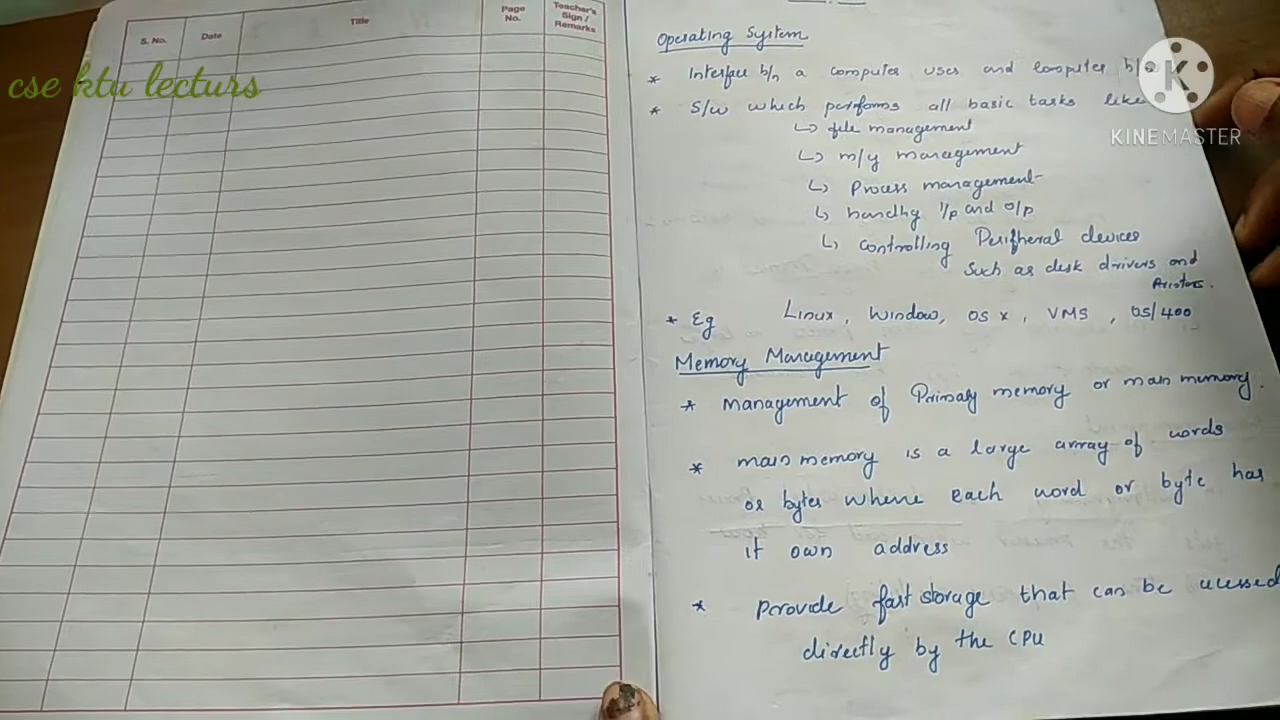 S. No. Date Title Page No. Teacher's Sign / Remarks
cse ktu lecturs
KINEMASTER
Operating System
* Interface b/n a computer user and computer
* S/w which performs all basic tasks like
↳ file management
↳ m/y management
↳ Process management
↳ handlig i/p and o/p
↳ controlling Peripheral devices
such as desk drivers and
Printers.
* Eg Linux, Window, OS X, VMS, OS/400
Memory Management
* Management of Primary memory or main memory.
* main memory is a large array of words
or bytes where each word or byte has
it own address
* Provide fast storage that can be accessed
directly by the CPU